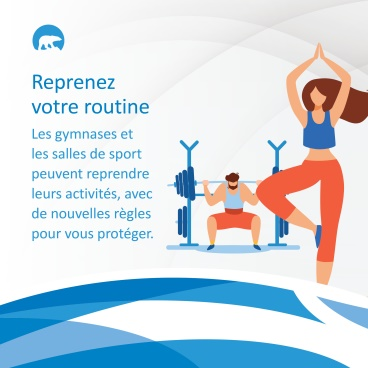 Reprenez
votre routine
Les gymnases et
les salles de sport
peuvent reprendre
leurs activités, avec
de nouvelles règles
pour vous protéger.